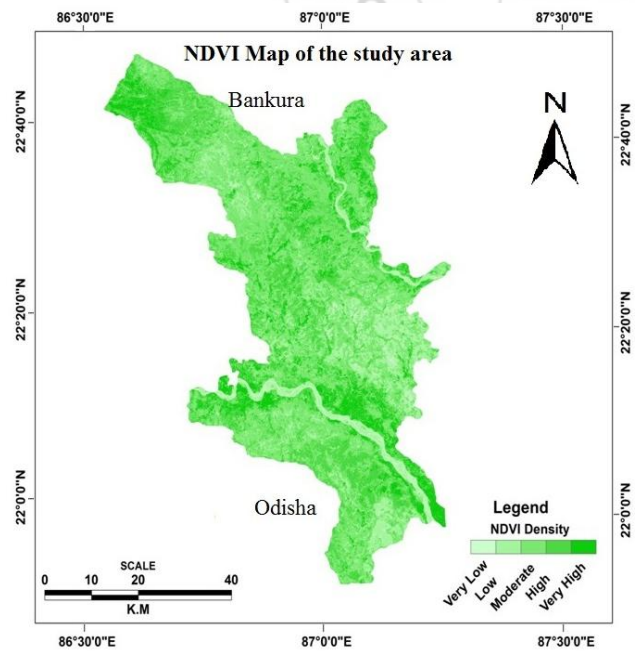 86°30'0"E 87°0'0"E 87°30'0"E
NDVI Map of the study area
Bankura
N
22°40'0"N 22°40'0"N
22°20'0"N 22°20'0"N
22°0'0"N 22°0'0"N
Odisha
Legend
NDVI Density
Very Low
Low
Moderate
High
Very High
SCALE
0 10 20 40
K.M
86°30'0"E 87°0'0"E 87°30'0"E